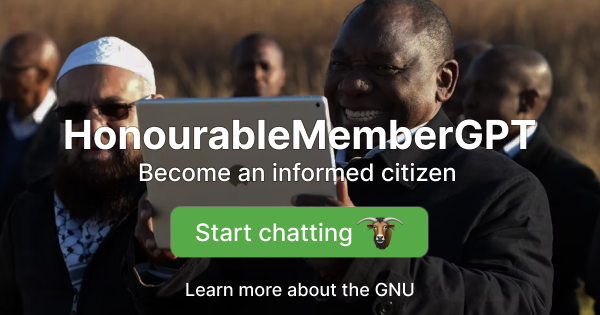 HonourableMemberGPT
Become an informed citizen
Start chatting
Learn more about the GNU